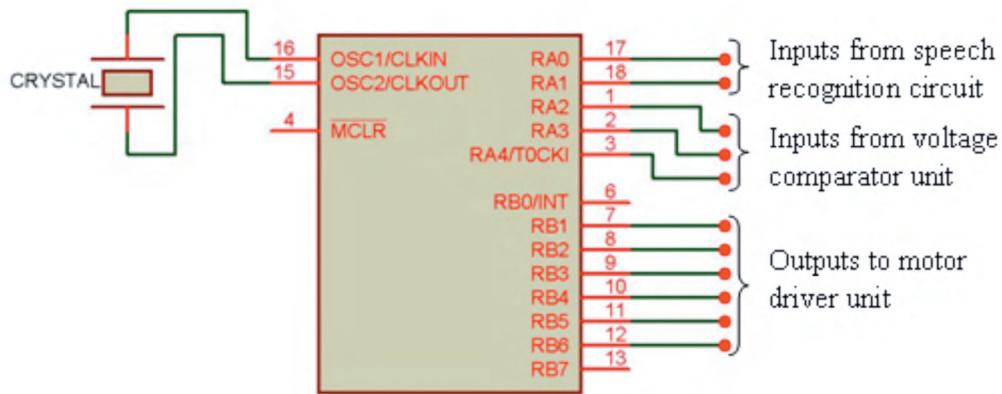 CRYSTAL
16
15
4
OSC1/CLKIN
OSC2/CLKOUT
MCLR
RA0
RA1
RA2
RA3
RA4/T0CKI
RB0/INT
RB1
RB2
RB3
RB4
RB5
RB6
RB7
17
18
1
2
3
6
7
8
9
10
11
12
13
Inputs from speech
recognition circuit
Inputs from voltage
comparator unit
Outputs to motor
driver unit